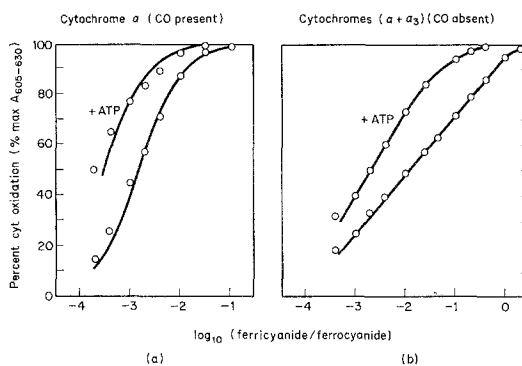 Cytochrome a (CO present)
Cytochromes (a + a3) (CO absent)
Percent cyt oxidation (% max A605-630)
100
80
60
40
20
0
+ ATP
+ ATP
-4 -3 -2 -1
-4 -3 -2 -1 0
log10 (ferricyanide/ferrocyanide)
(a)
(b)